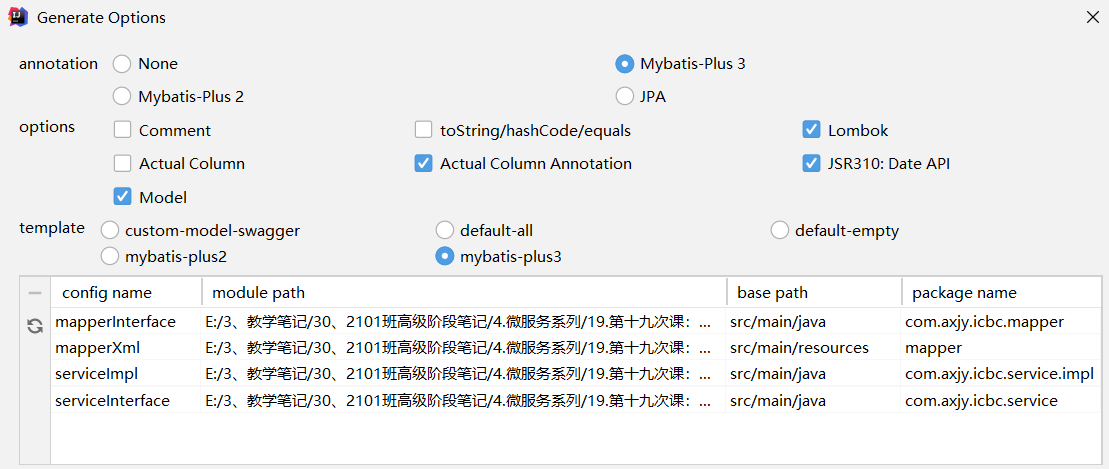 Generate Options
annotation None Mybatis-Plus 3
Mybatis-Plus 2 JPA
options Comment toString/hashCode/equals Lombok
Actual Column Actual Column Annotation JSR310: Date API
Model
template custom-model-swagger default-all default-empty
mybatis-plus2 mybatis-plus3
config name module path base path package name
mapperInterface E:/3、教学笔记/30、2101班高级阶段笔记/4.微服务系列/19.第十九次课：... src/main/java com.axjy.icbc.mapper
mapperXml E:/3、教学笔记/30、2101班高级阶段笔记/4.微服务系列/19.第十九次课：... src/main/resources mapper
serviceImpl E:/3、教学笔记/30、2101班高级阶段笔记/4.微服务系列/19.第十九次课：... src/main/java com.axjy.icbc.service.impl
serviceInterface E:/3、教学笔记/30、2101班高级阶段笔记/4.微服务系列/19.第十九次课：... src/main/java com.axjy.icbc.service